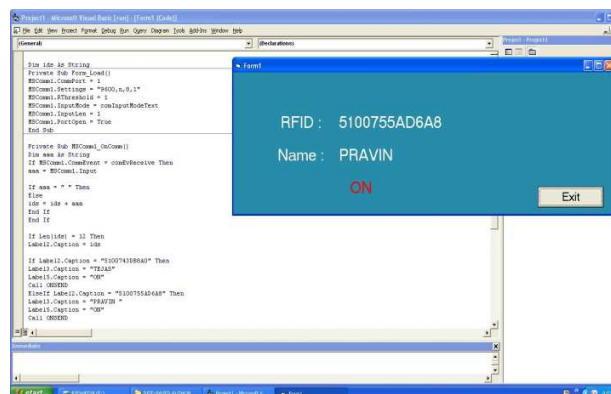 Project1 - Microsoft Visual Basic [run] - [Form1 (Code)]
File Edit View Project Format Debug Run Query Diagram Tools Add-Ins Window Help
(General)
(Declarations)
Project - Project1
Dim ids As String
Private Sub Form_Load()
MSComm1.CommPort = 1
MSComm1.Settings = "9600,n,8,1"
MSComm1.RThreshold = 1
MSComm1.InputMode = comInputModeText
MSComm1.InputLen = 1
MSComm1.PortOpen = True
End Sub
Private Sub MSComm1_OnComm()
Dim aaa As String
If MSComm1.CommEvent = comEvReceive Then
aaa = MSComm1.Input
If aaa = " " Then
Else
ids = ids + aaa
End If
End If
If Len(ids) = 12 Then
Label2.Caption = ids
If Label2.Caption = "5100743DB8A0" Then
Label3.Caption = "TEJAS"
Label5.Caption = "ON"
Call ONSEND
ElseIf Label2.Caption = "5100755AD6A8" Then
Label3.Caption = "PRAVIN "
Label5.Caption = "ON"
Call ONSEND
Form1
RFID : 5100755AD6A8
Name : PRAVIN
ON
Exit
Immediate
start
Form1